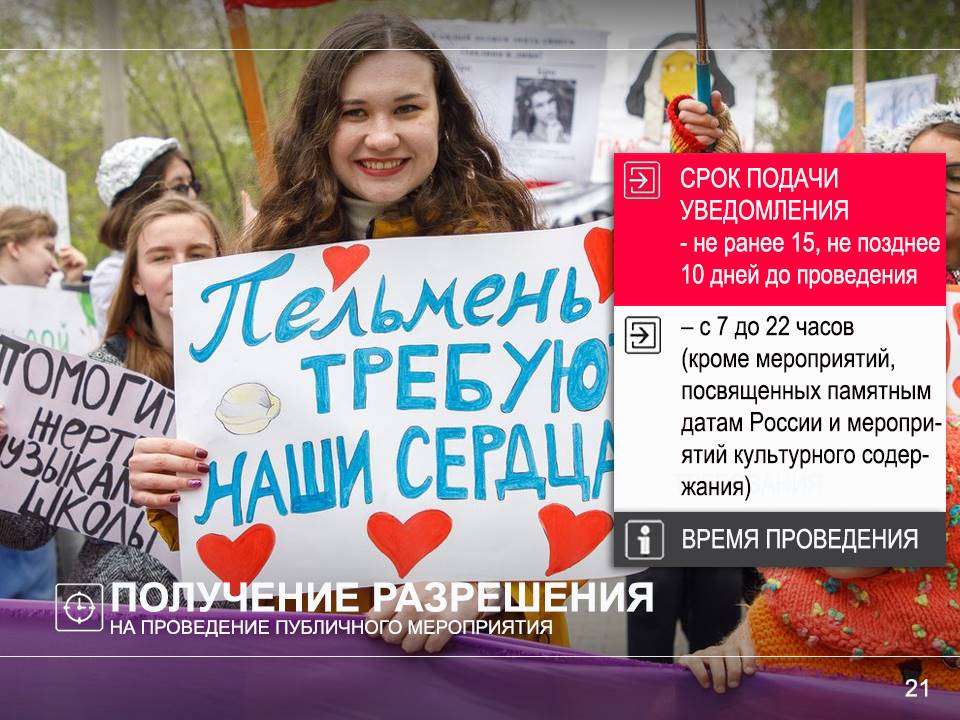 Пельмень
ТРЕБУЮ
НАШИ СЕРДЦА
ПОМОГИТ
жерт
УЗЫКАЛ
ШКОЛЫ
СРОК ПОДАЧИ
УВЕДОМЛЕНИЯ
- не ранее 15, не позднее
10 дней до проведения
– с 7 до 22 часов
(кроме мероприятий,
посвященных памятным
датам России и меропри-
ятий культурного содер-
жания)
ВРЕМЯ ПРОВЕДЕНИЯ
ПОЛУЧЕНИЕ РАЗРЕШЕНИЯ
НА ПРОВЕДЕНИЕ ПУБЛИЧНОГО МЕРОПРИЯТИЯ
21